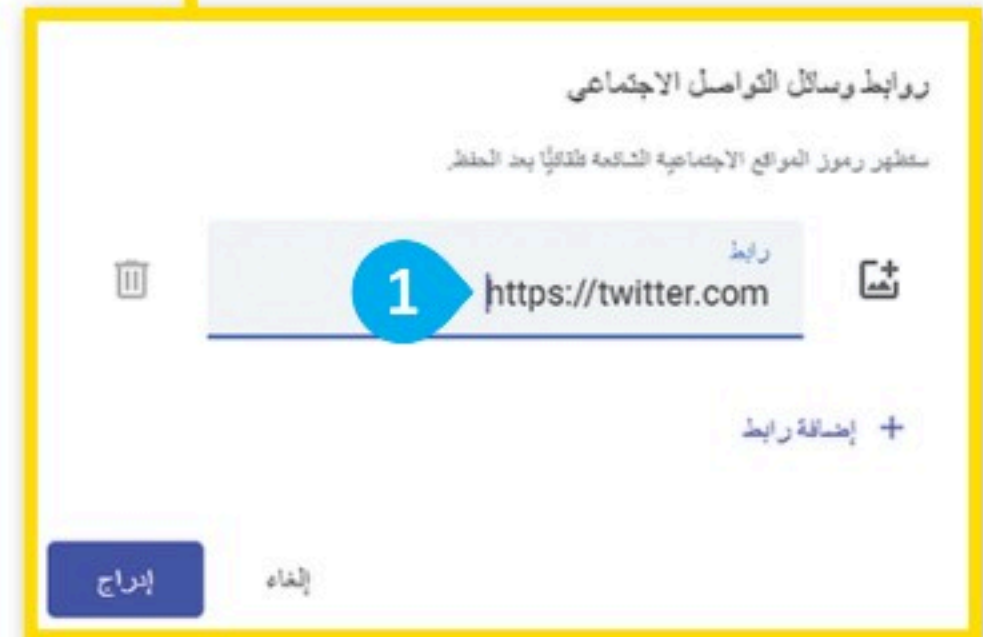 روابط وسائل التواصل الاجتماعي
ستظهر رموز المواقع الاجتماعية الشائعة تلقائيًا بعد الحفظ.
رابط
https://twitter.com
1
+ إضافة رابط
إلغاء
إدراج